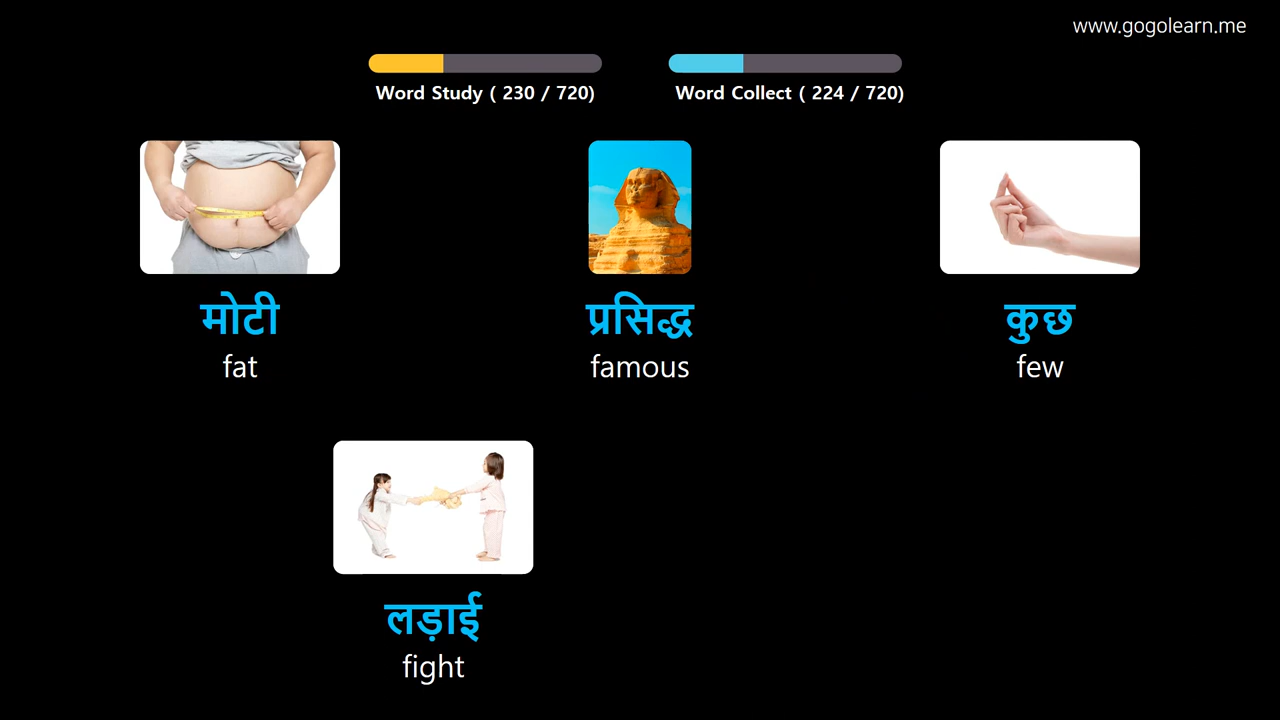 www.gogolearn.me
Word Study ( 230 / 720)
Word Collect ( 224 / 720)
मोटी
fat
प्रसिद्ध
famous
कुछ
few
लड़ाई
fight